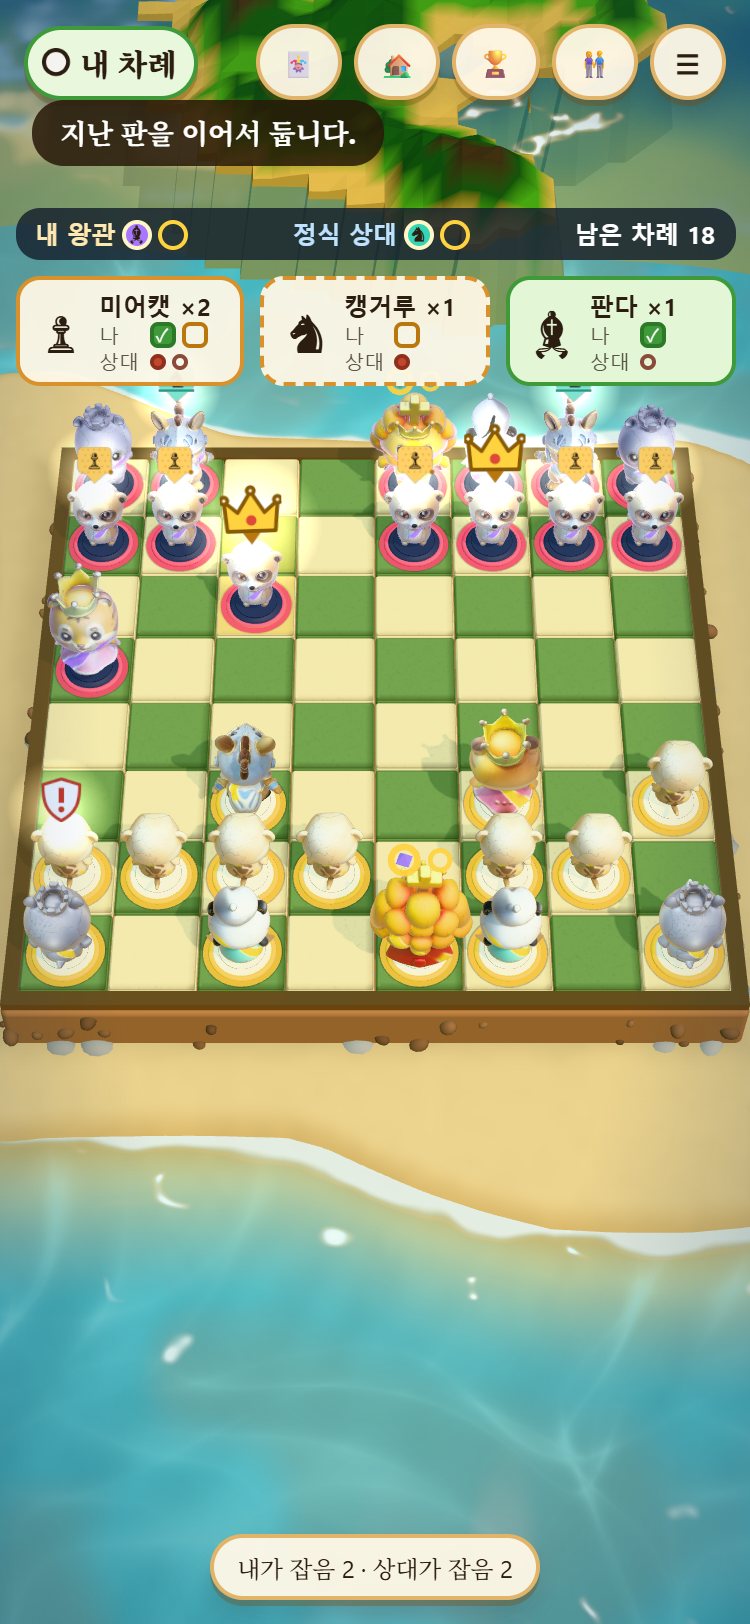 내 차례
지난 판을 이어서 둡니다.
내 왕관
정식 상대
남은 차례 18
미어캣 ×2
나
상대
캥거루 ×1
나
상대
판다 ×1
나
상대
내가 잡음 2 · 상대가 잡음 2